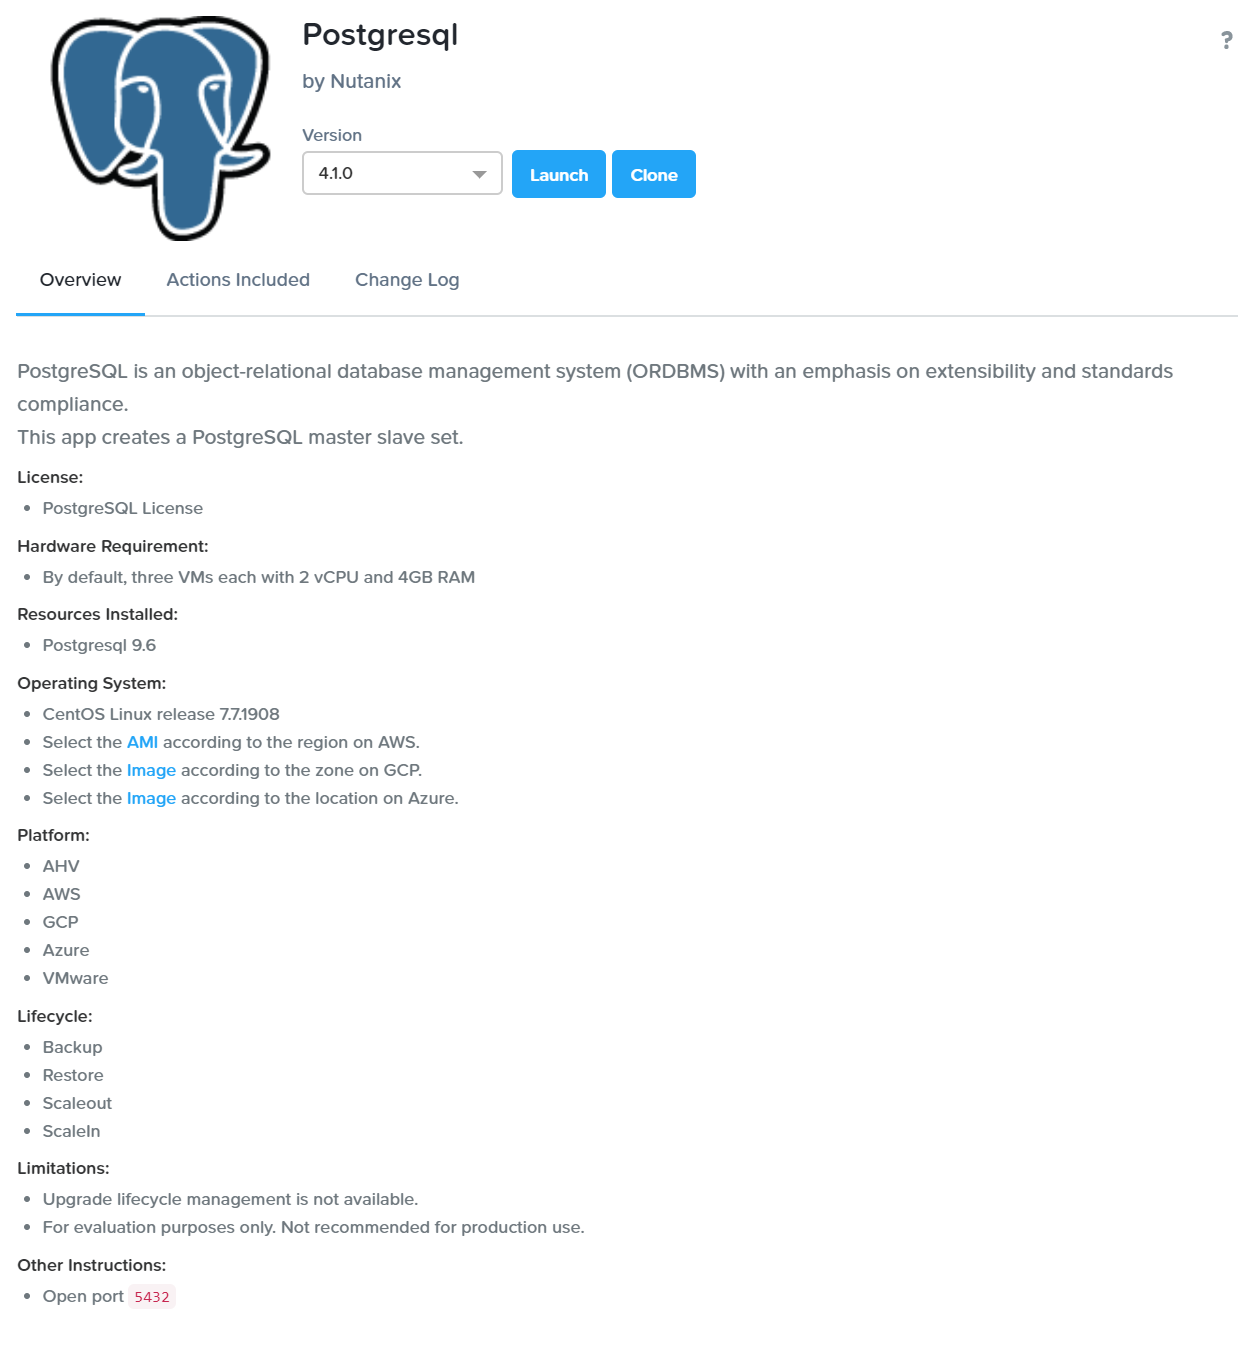 Postgresql
?
by Nutanix
Version
4.1.0
Launch
Clone
Overview
Actions Included
Change Log
PostgreSQL is an object-relational database management system (ORDBMS) with an emphasis on extensibility and standards
compliance.
This app creates a PostgreSQL master slave set.
License:
• PostgreSQL License
Hardware Requirement:
• By default, three VMs each with 2 vCPU and 4GB RAM
Resources Installed:
• Postgresql 9.6
Operating System:
• CentOS Linux release 7.7.1908
• Select the AMI according to the region on AWS.
• Select the Image according to the zone on GCP.
• Select the Image according to the location on Azure.
Platform:
• AHV
• AWS
• GCP
• Azure
• VMware
Lifecycle:
• Backup
• Restore
• Scaleout
• ScaleIn
Limitations:
• Upgrade lifecycle management is not available.
• For evaluation purposes only. Not recommended for production use.
Other Instructions:
• Open port 5432